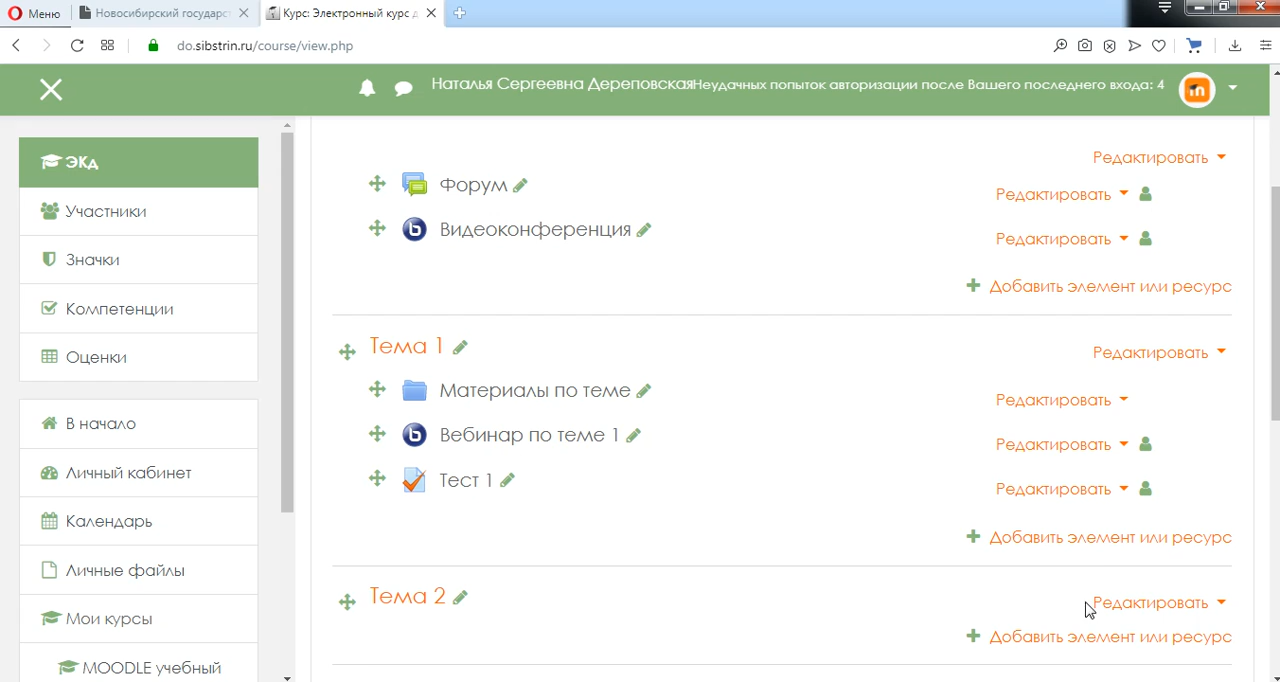 Меню
Новосибирский государст
Курс: Электронный курс д
do.sibstrin.ru/course/view.php
Наталья Сергеевна Дереповская Неудачных попыток авторизации после Вашего последнего входа: 4
ЭКд
Участники
Значки
Компетенции
Оценки
В начало
Личный кабинет
Календарь
Личные файлы
Мои курсы
MOODLE учебный
Редактировать
Форум
Редактировать
Видеоконференция
Редактировать
Добавить элемент или ресурс
Тема 1
Редактировать
Материалы по теме
Редактировать
Вебинар по теме 1
Редактировать
Тест 1
Редактировать
Добавить элемент или ресурс
Тема 2
Редактировать
Добавить элемент или ресурс